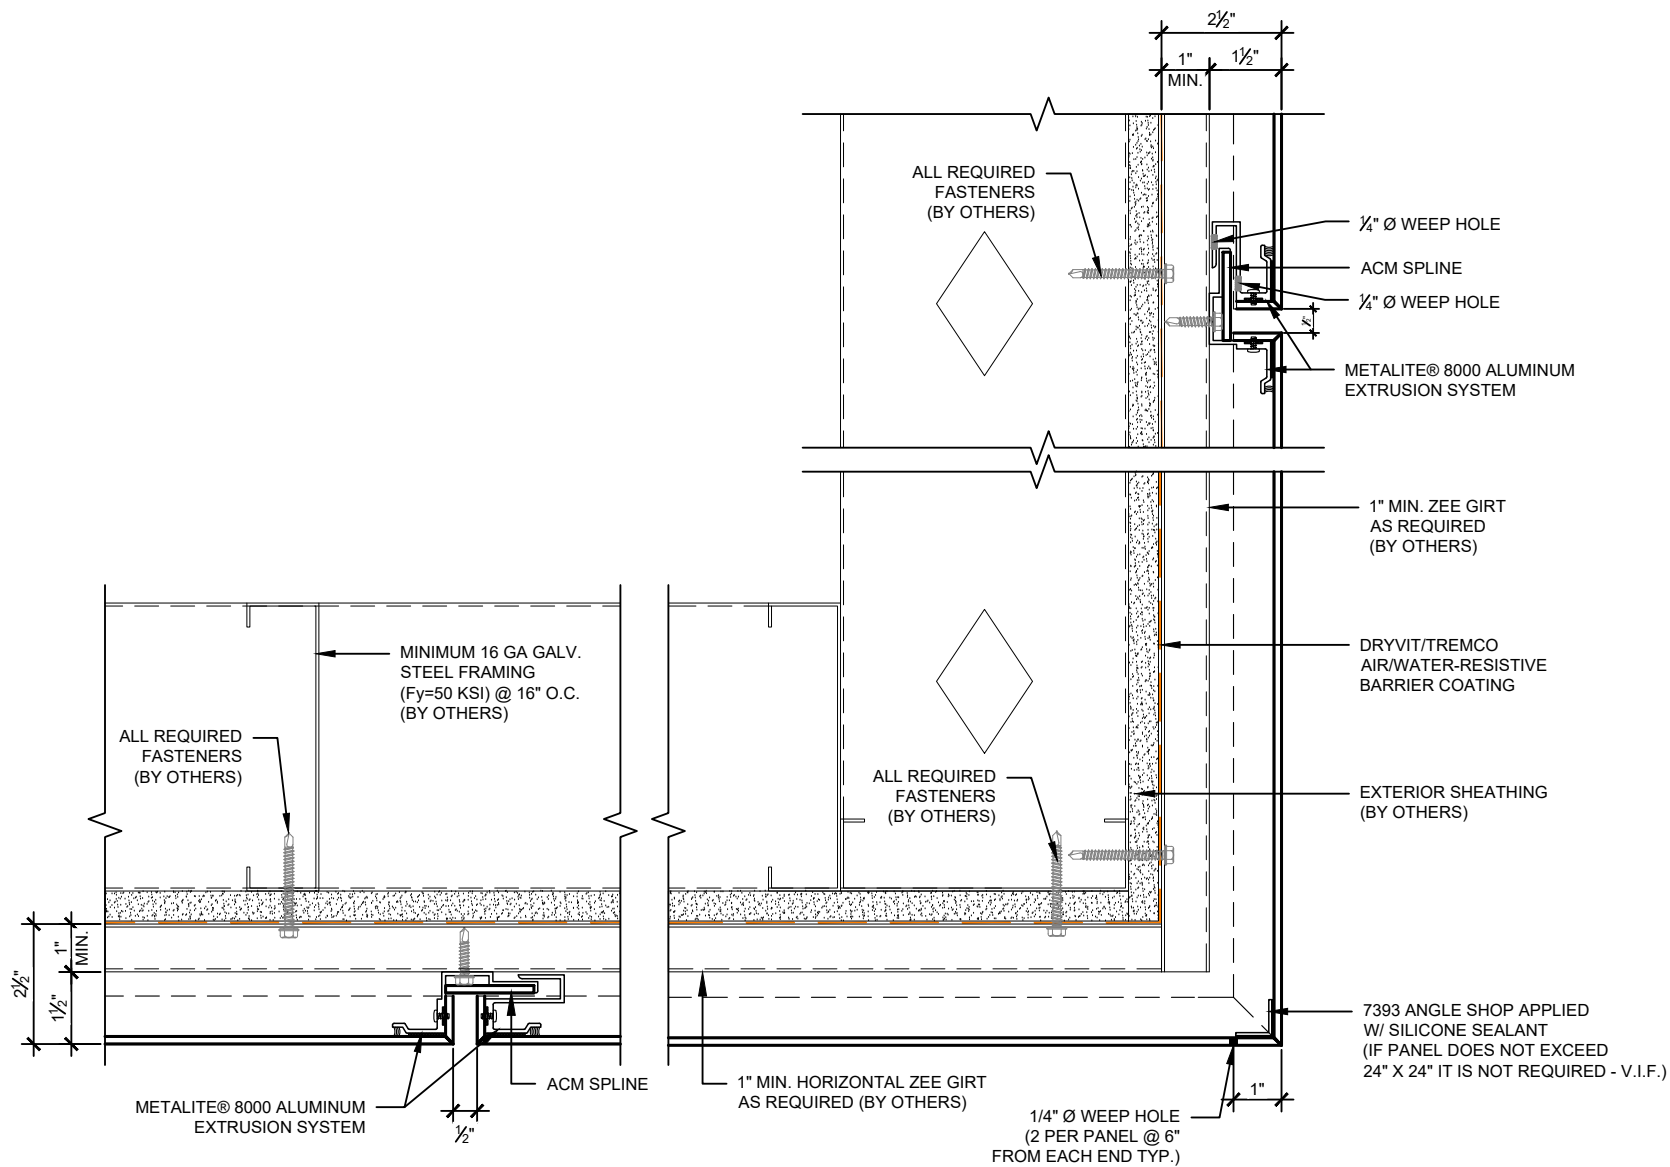 2½"
1"
MIN.
1½"
ALL REQUIRED
FASTENERS
(BY OTHERS)
¼" Ø WEEP HOLE
ACM SPLINE
¼" Ø WEEP HOLE
½"
METALITE® 8000 ALUMINUM
EXTRUSION SYSTEM
1" MIN. ZEE GIRT
AS REQUIRED
(BY OTHERS)
MINIMUM 16 GA GALV.
STEEL FRAMING
(Fy=50 KSI) @ 16" O.C.
(BY OTHERS)
DRYVIT/TREMCO
AIR/WATER-RESISTIVE
BARRIER COATING
ALL REQUIRED
FASTENERS
(BY OTHERS)
ALL REQUIRED
FASTENERS
(BY OTHERS)
EXTERIOR SHEATHING
(BY OTHERS)
2½"
1"
MIN.
1½"
7393 ANGLE SHOP APPLIED
W/ SILICONE SEALANT
(IF PANEL DOES NOT EXCEED
24" X 24" IT IS NOT REQUIRED - V.I.F.)
ACM SPLINE
1" MIN. HORIZONTAL ZEE GIRT
AS REQUIRED (BY OTHERS)
1"
METALITE® 8000 ALUMINUM
EXTRUSION SYSTEM
½"
1/4" Ø WEEP HOLE
(2 PER PANEL @ 6"
FROM EACH END TYP.)